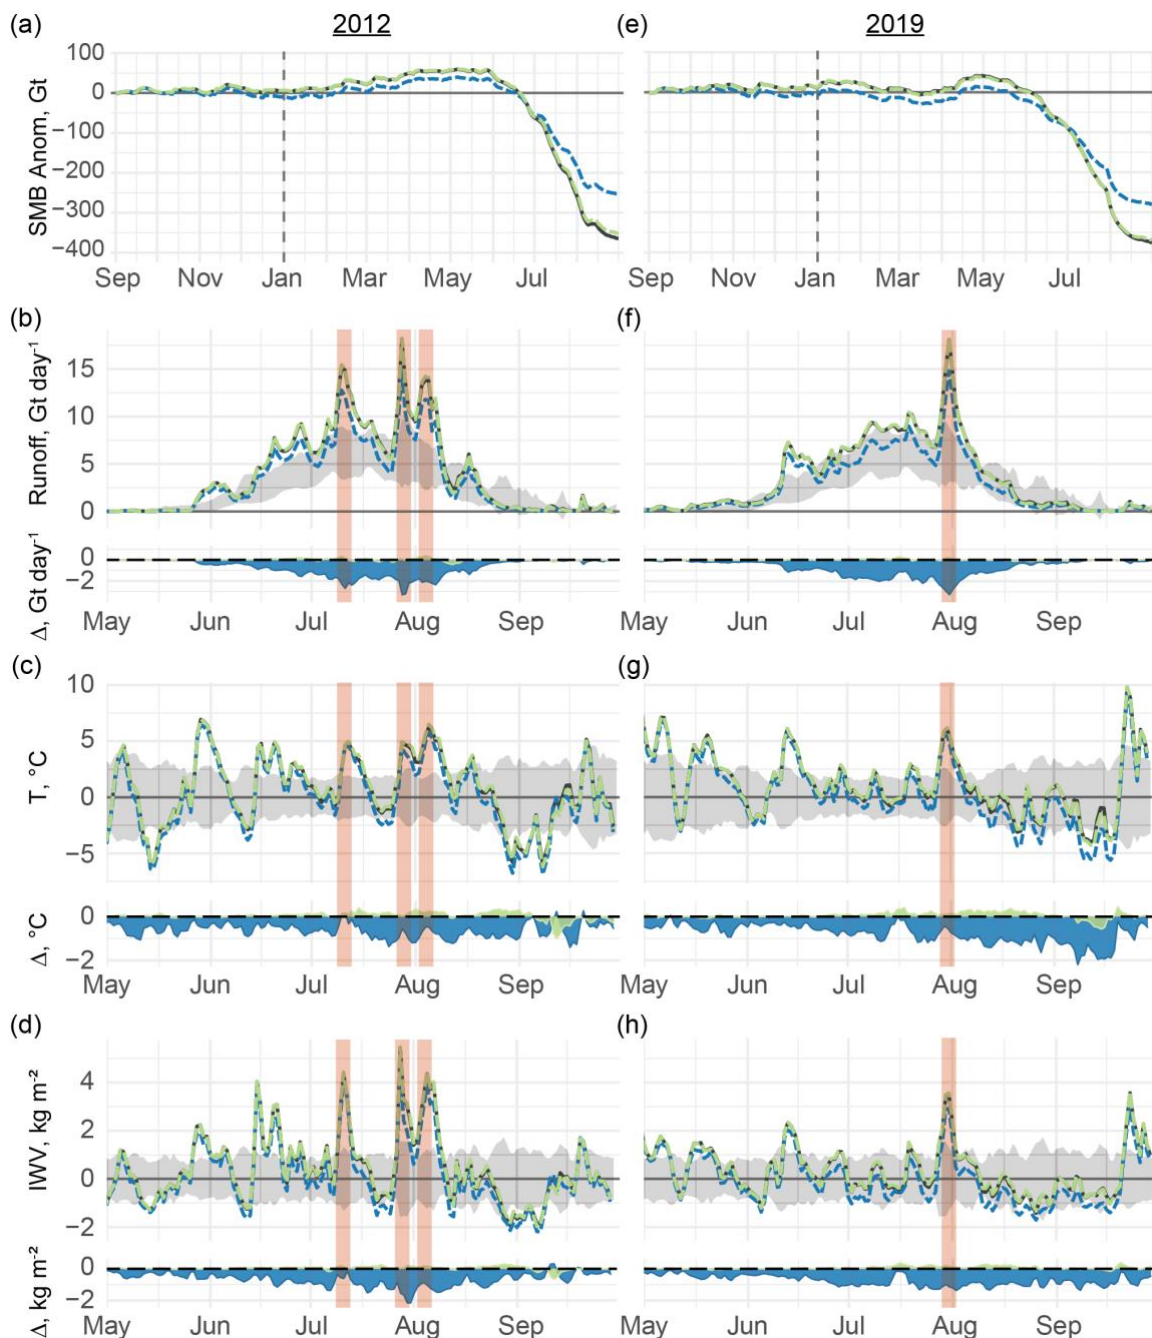 (a)
2012
SMB Anom, Gt
100
0
−100
−200
−300
−400
Sep
Nov
Jan
Mar
May
Jul
(e)
2019
Sep
Nov
Jan
Mar
May
Jul
(b)
Runoff, Gt day⁻¹
15
10
5
0
Δ, Gt day⁻¹
0
−2
May
Jun
Jul
Aug
Sep
(f)
May
Jun
Jul
Aug
Sep
(c)
T, °C
10
5
0
−5
Δ, °C
0
−2
May
Jun
Jul
Aug
Sep
(g)
May
Jun
Jul
Aug
Sep
(d)
IWV, kg m⁻²
4
2
0
−2
Δ, kg m⁻²
0
−2
May
Jun
Jul
Aug
Sep
(h)
May
Jun
Jul
Aug
Sep